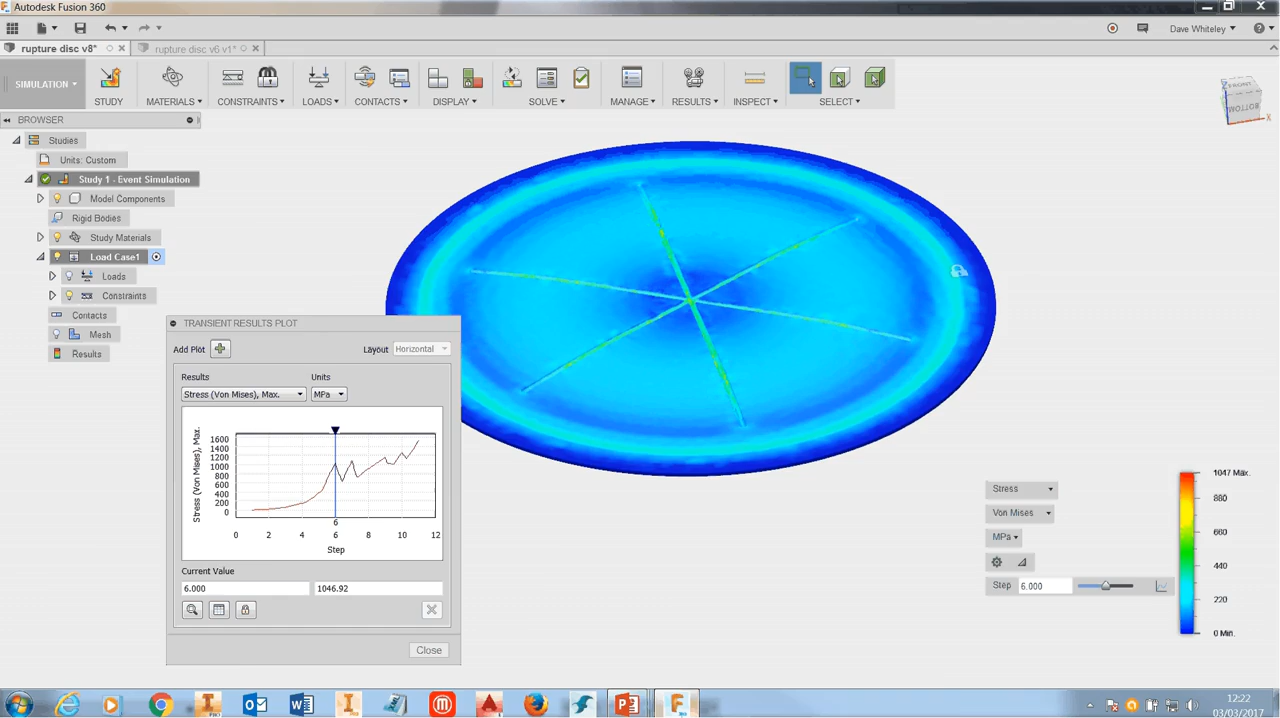 Autodesk Fusion 360
Dave Whiteley
rupture disc v8*
rupture disc v6 v1*
SIMULATION
STUDY
MATERIALS
CONSTRAINTS
LOADS
CONTACTS
DISPLAY
SOLVE
MANAGE
RESULTS
INSPECT
SELECT
BOTTOM
X
BROWSER
Studies
Units: Custom
Study 1 - Event Simulation
Model Components
Rigid Bodies
Study Materials
Load Case1
Loads
Constraints
Contacts
Mesh
Results
TRANSIENT RESULTS PLOT
Add Plot
Layout
Horizontal
Results
Units
Stress (Von Mises), Max.
MPa
Stress (Von Mises), Max.
1600
1400
1200
1000
800
600
400
200
0
6
0 2 4 6 8 10 12
Step
Current Value
6.000
1046.92
Close
Stress
Von Mises
MPa
Step
6.000
1047 Max.
880
660
440
220
0 Min.
12:22
03/03/2017